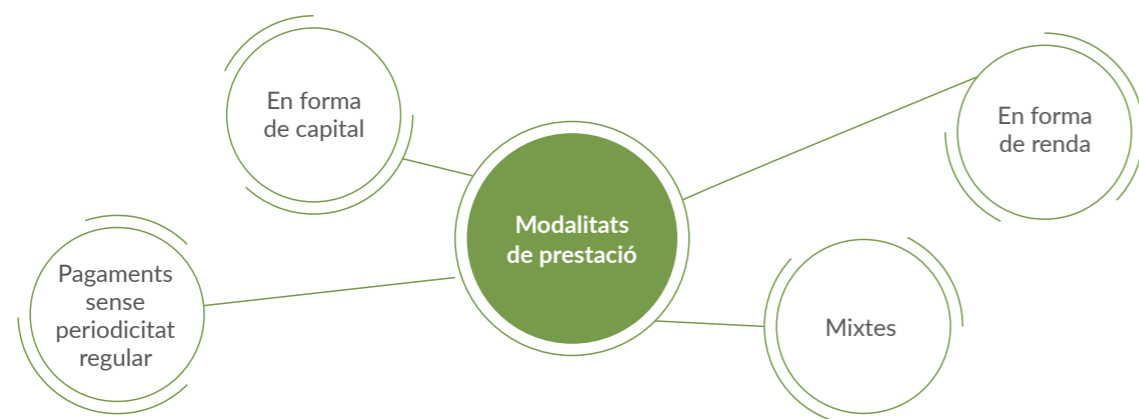 En forma
de capital
En forma
de renda
Modalitats
de prestació
Pagaments
sense
periodicitat
regular
Mixtes